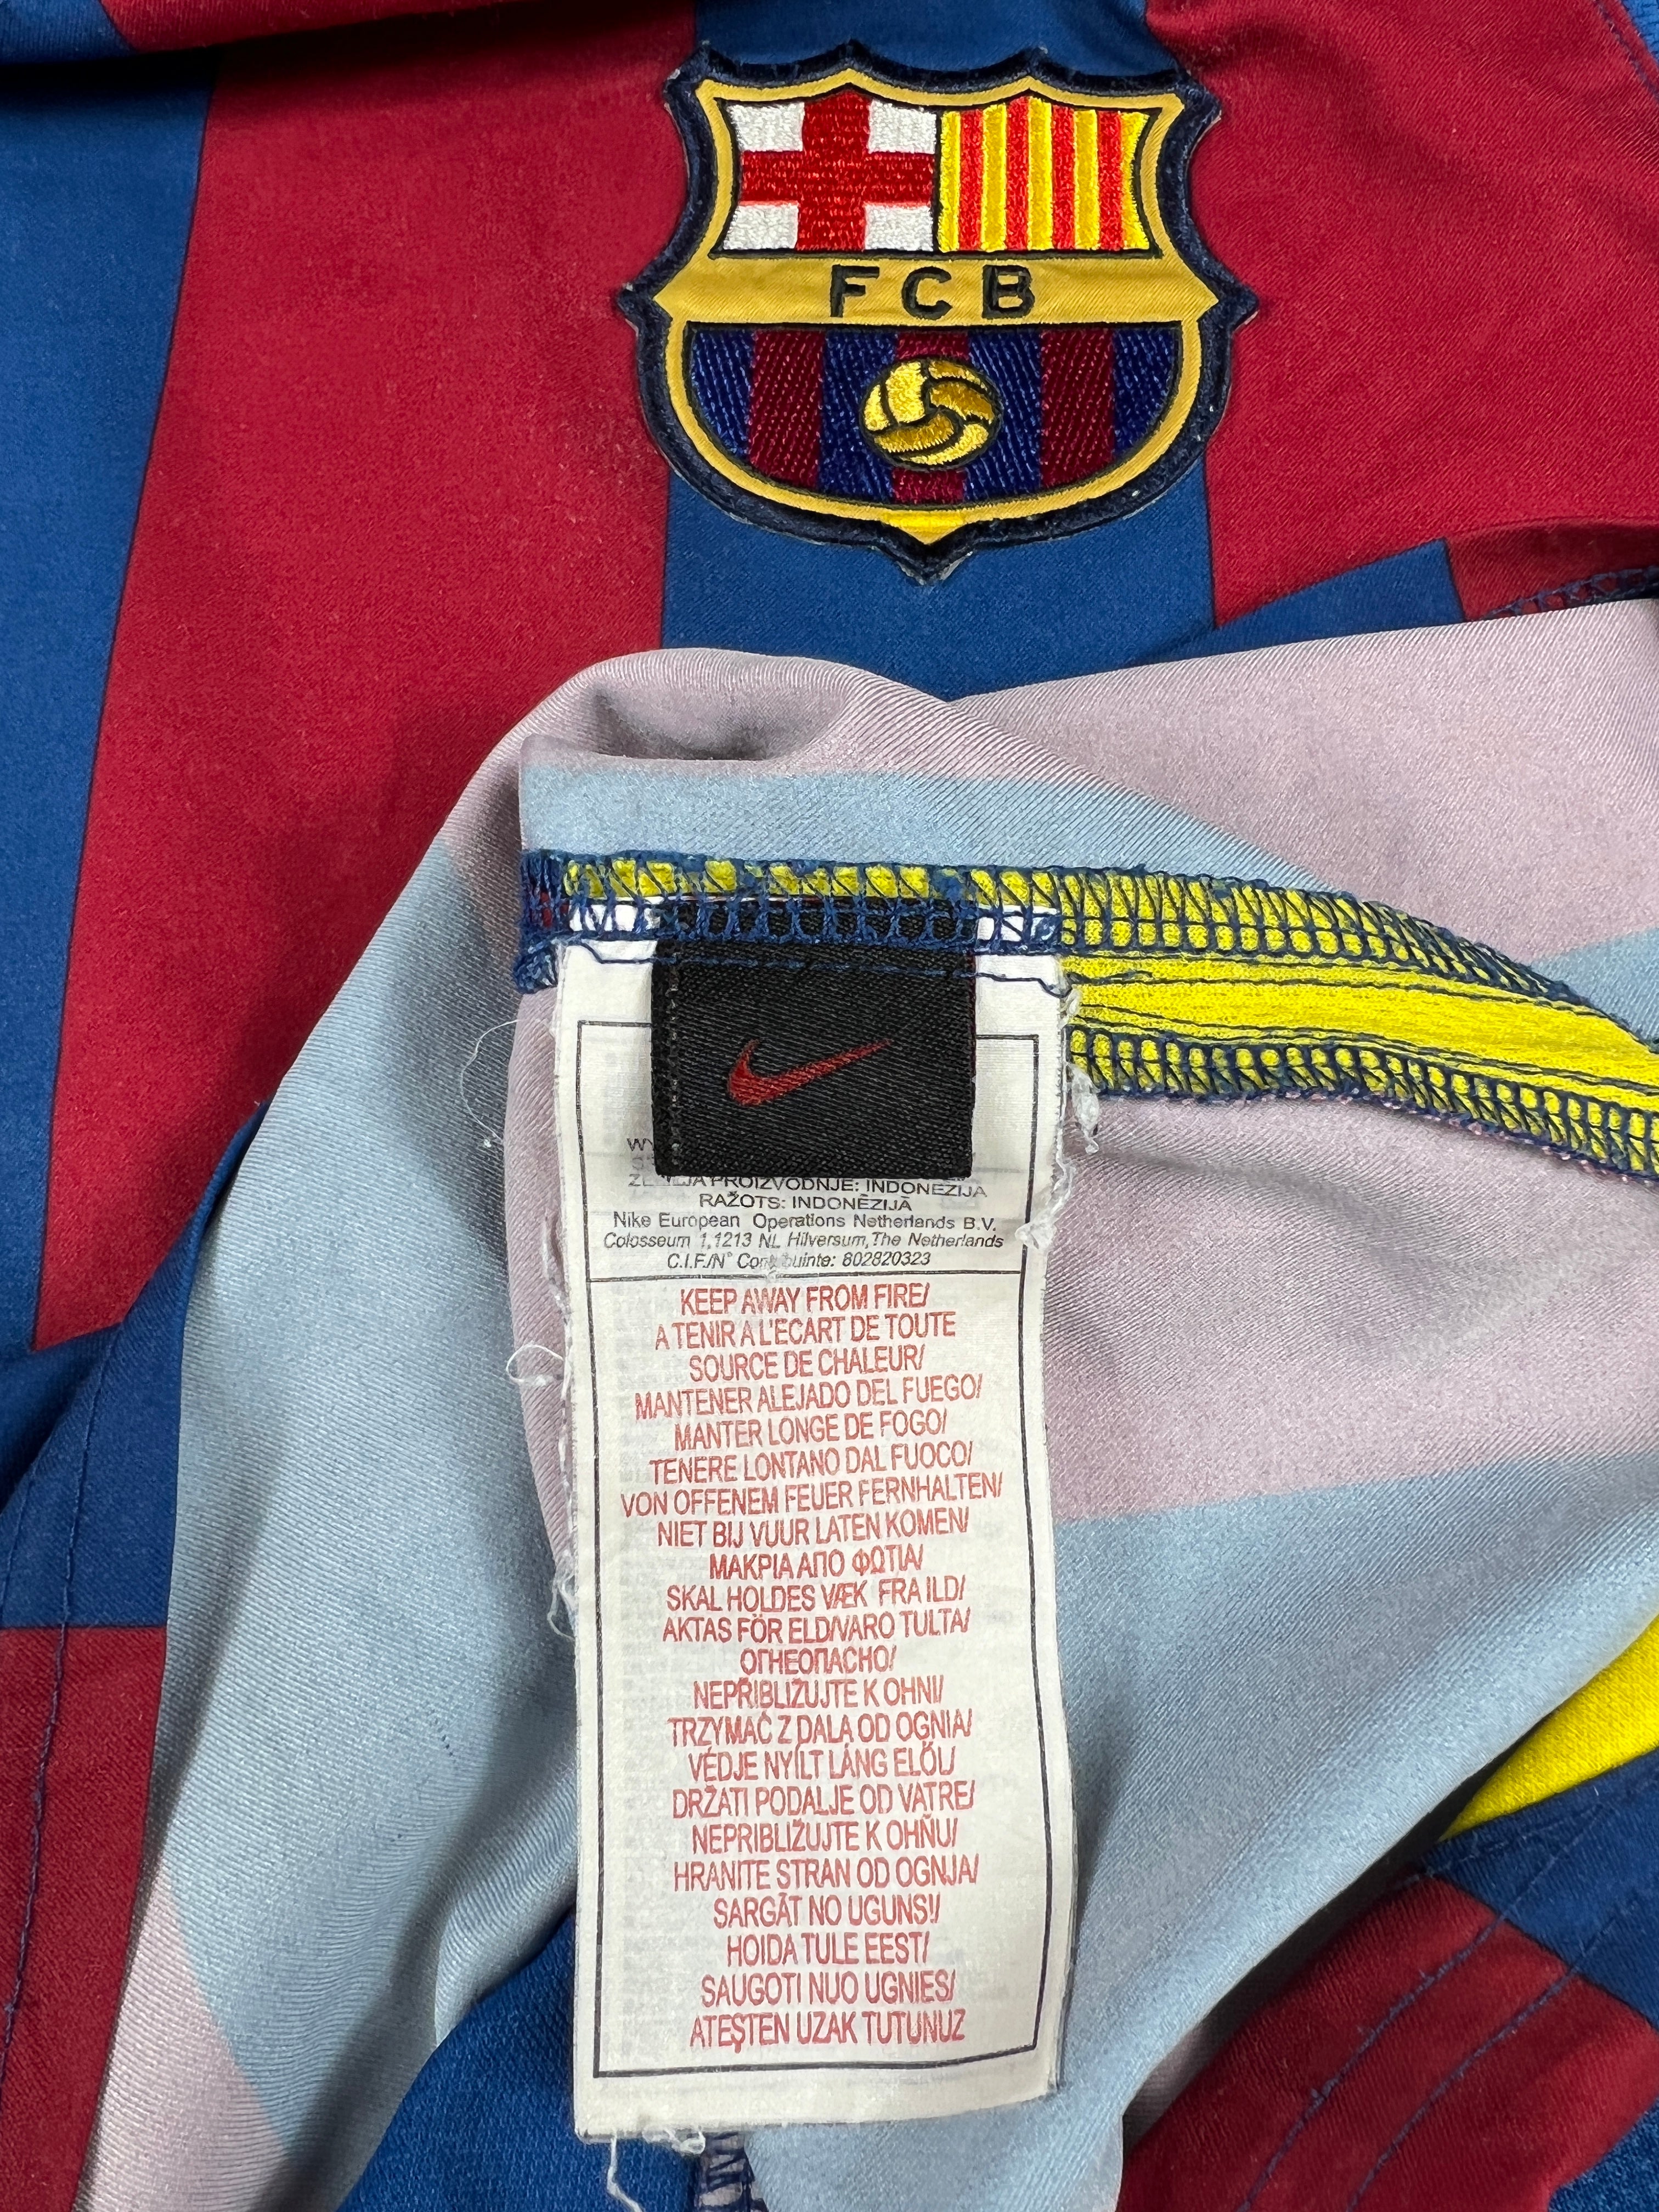 FCB
ZEMLJA PROIZVODNJE: INDONEZIJA
RAŽOTS: INDONĒZIJĀ
Nike European Operations Netherlands B.V.
Colosseum 1,1213 NL Hilversum,The Netherlands
C.I.F./N° Contribuinte: 802820323
KEEP AWAY FROM FIRE/
A TENIR A L'ECART DE TOUTE
SOURCE DE CHALEUR/
MANTENER ALEJADO DEL FUEGO/
MANTER LONGE DE FOGO/
TENERE LONTANO DAL FUOCO/
VON OFFENEM FEUER FERNHALTEN/
NIET BIJ VUUR LATEN KOMEN/
ΜΑΚΡΙΑ ΑΠΟ ΦΩΤΙΑ/
SKAL HOLDES VÆK FRA ILD/
AKTAS FÖR ELD/VARO TULTA/
ОГНЕОПАСНО/
NEPŘIBLIŽUJTE K OHNI/
TRZYMAĆ Z DALA OD OGNIA/
VÉDJE NYÍLT LÁNG ELŐL/
DRŽATI PODALJE OD VATRE/
NEPRIBLIŽUJTE K OHŇU/
HRANITE STRAN OD OGNJA/
SARGĀT NO UGUNS!/
HOIDA TULE EEST/
SAUGOTI NUO UGNIES/
ATEŞTEN UZAK TUTUNUZ